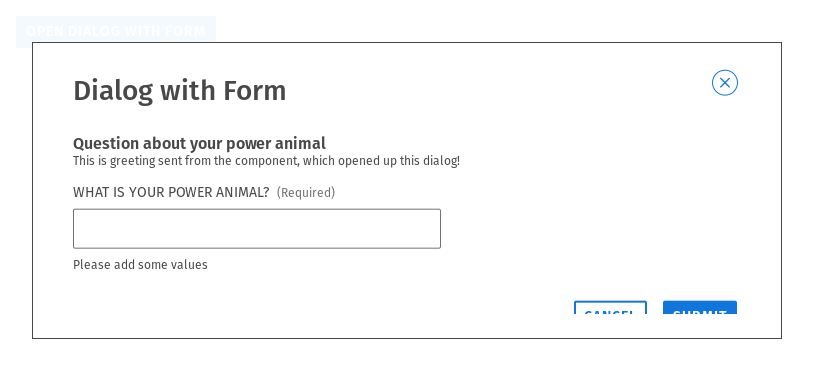 OPEN DIALOG WITH FORM
Dialog with Form
Question about your power animal
This is greeting sent from the component, which opened up this dialog!
WHAT IS YOUR POWER ANIMAL? (Required)
Please add some values
CANCEL SUBMIT